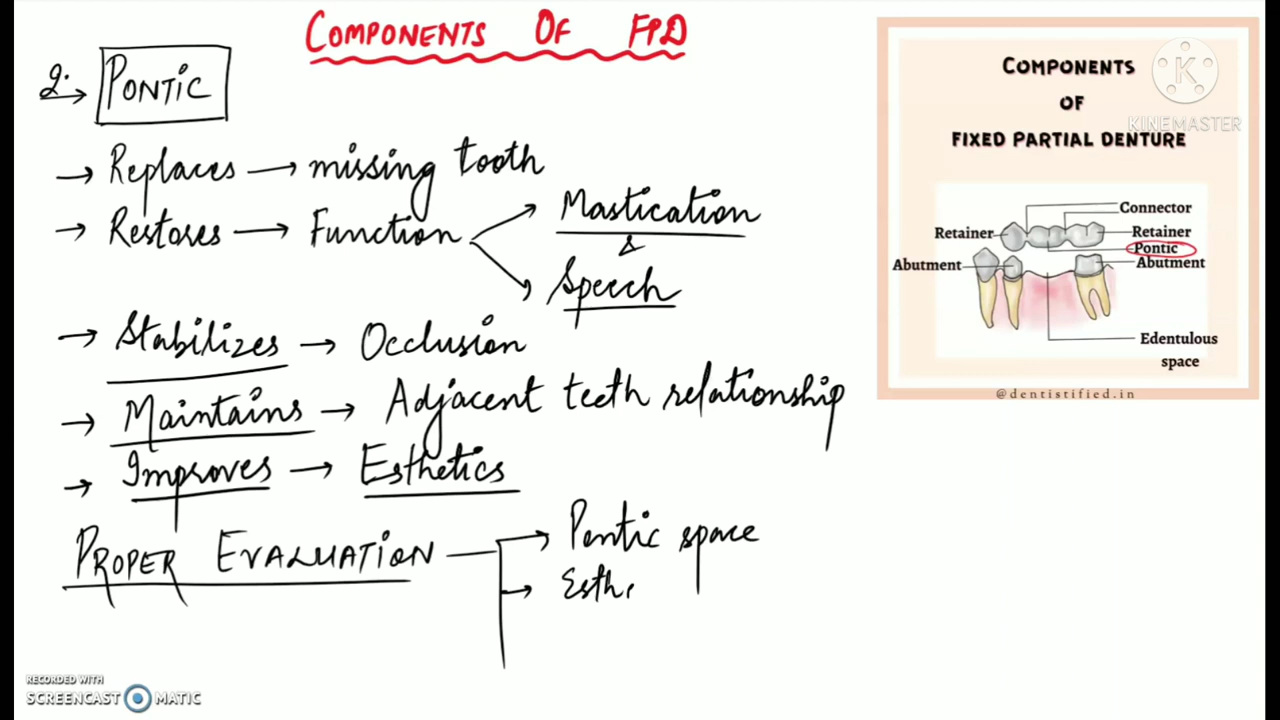 COMPONENTS OF FPD
2. PONTIC
→ Replaces → missing tooth
→ Restores → Function
Mastication
&
Speech
→ Stabilizes → Occlusion
→ Maintains → Adjacent teeth relationship
→ Improves → Esthetics
PROPER EVALUATION
→ Pontic space
→ Esth
COMPONENTS
OF
FIXED PARTIAL DENTURE
K
KINEMASTER
Connector
Retainer
Retainer
Pontic
Abutment
Abutment
Edentulous
space
@dentistified.in
RECORDED WITH
SCREENCAST MATIC